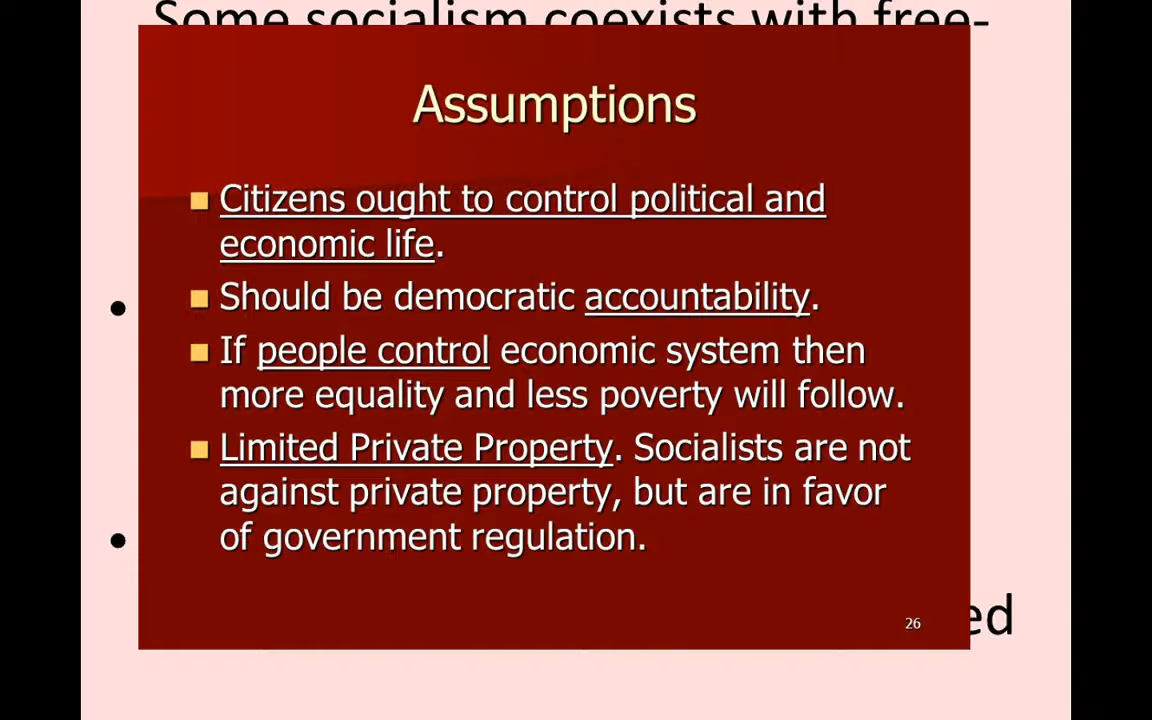 Some socialism coexists with free-
Assumptions
Citizens ought to control political and
economic life.
Should be democratic accountability.
If people control economic system then
more equality and less poverty will follow.
Limited Private Property. Socialists are not
against private property, but are in favor
of government regulation.
ed
26